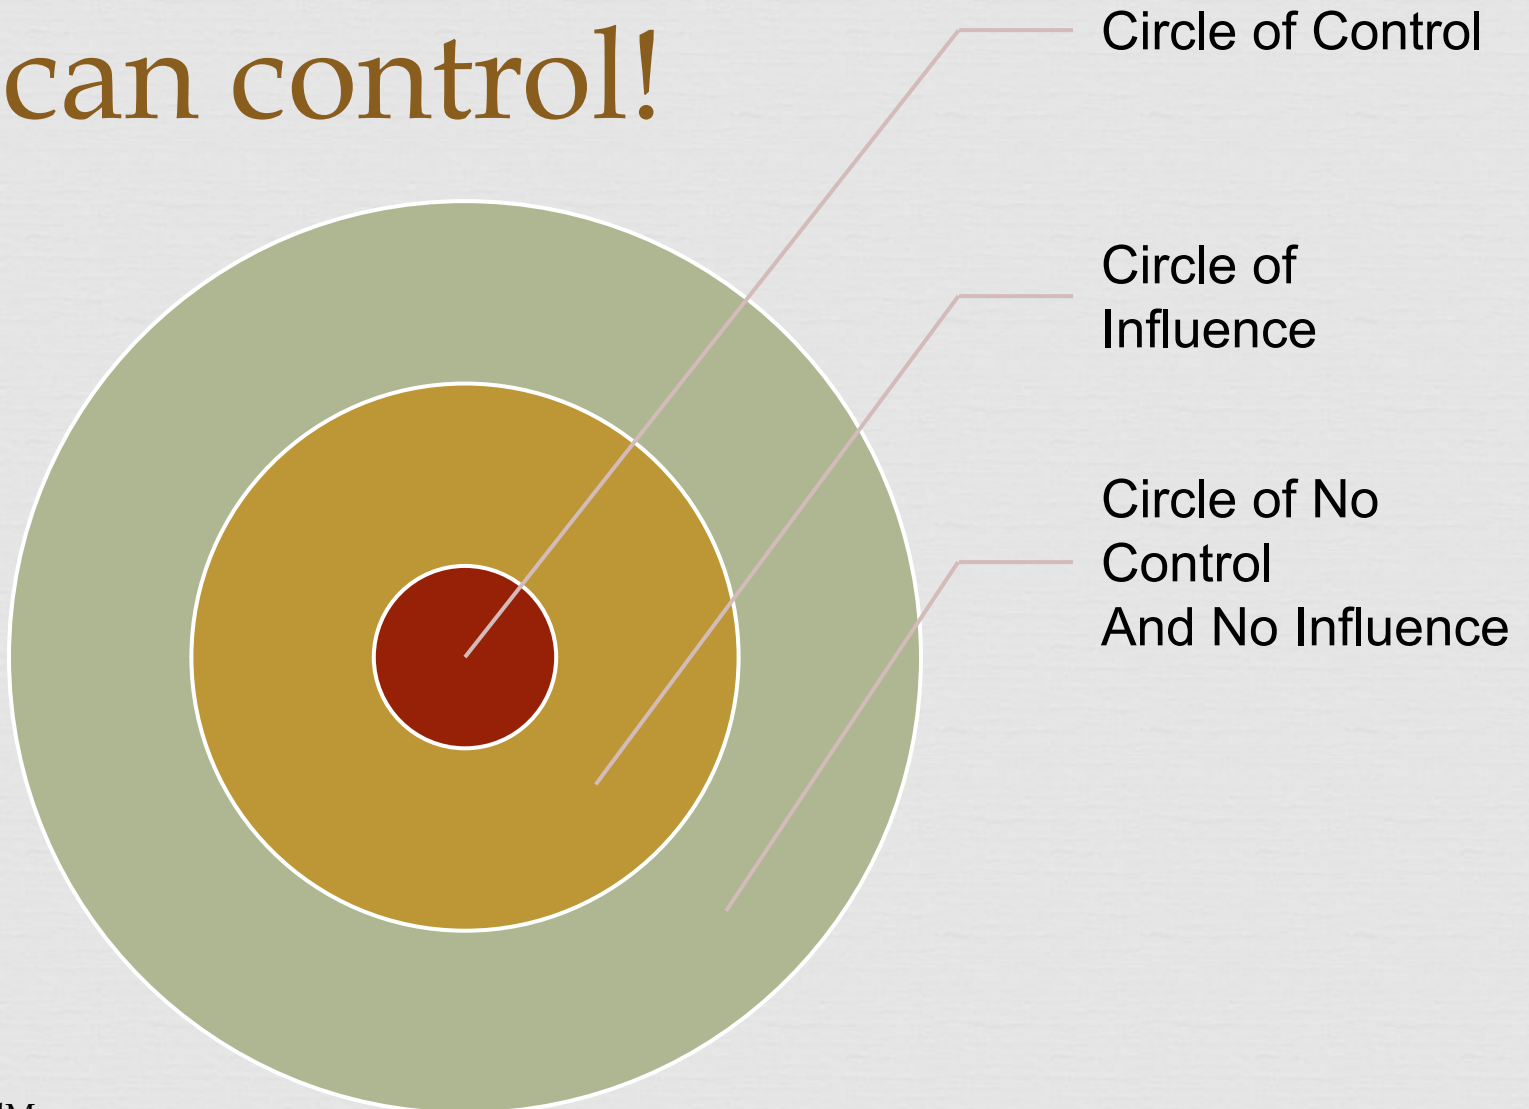 can control!
Circle of Control
Circle of
Influence
Circle of No
Control
And No Influence